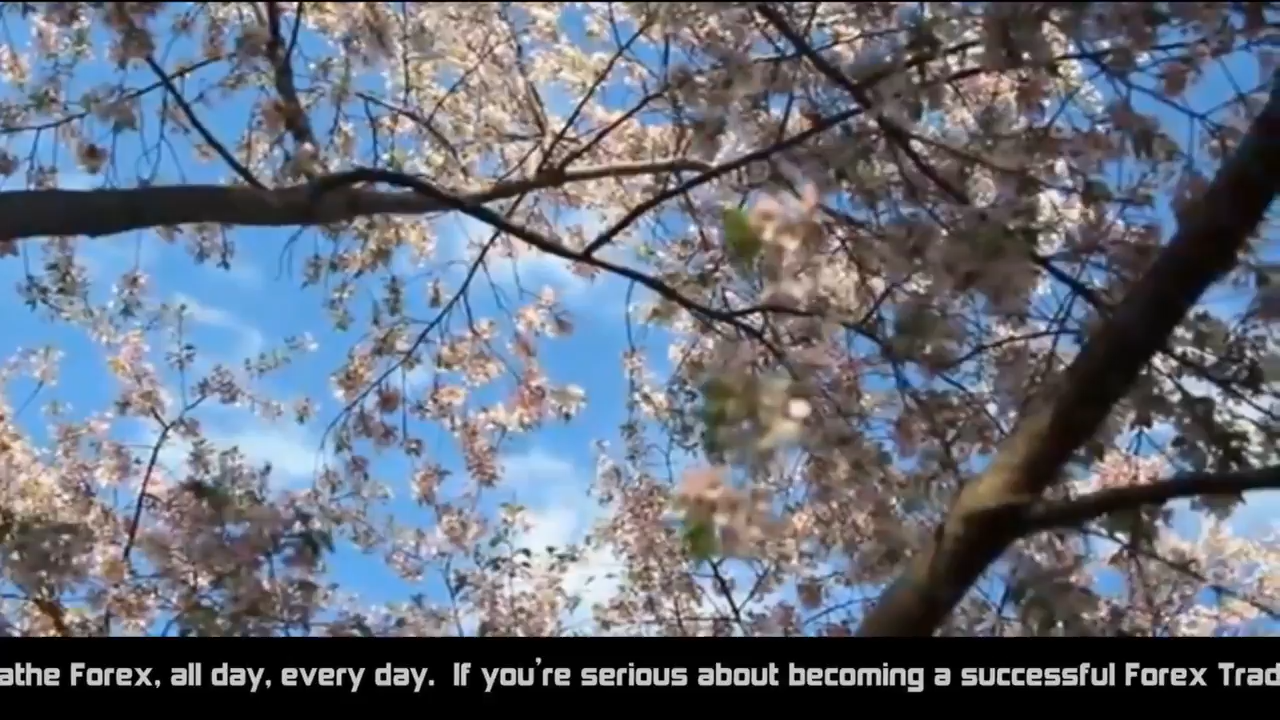 athe Forex, all day, every day. If you're serious about becoming a successful Forex Trad